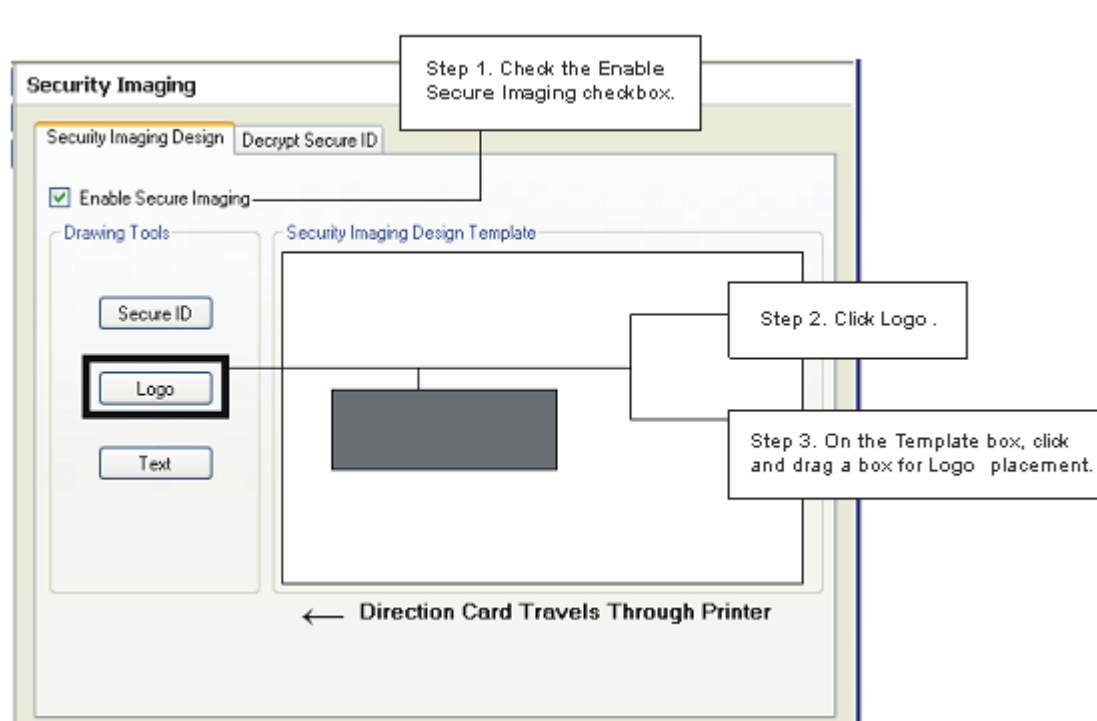 Step 1. Check the Enable
Secure Imaging checkbox.
Security Imaging
Security Imaging Design
Decrypt Secure ID
Enable Secure Imaging
Drawing Tools
Security Imaging Design Template
Secure ID
Step 2. Click Logo .
Logo
Step 3. On the Template box, click
and drag a box for Logo placement.
Text
← Direction Card Travels Through Printer